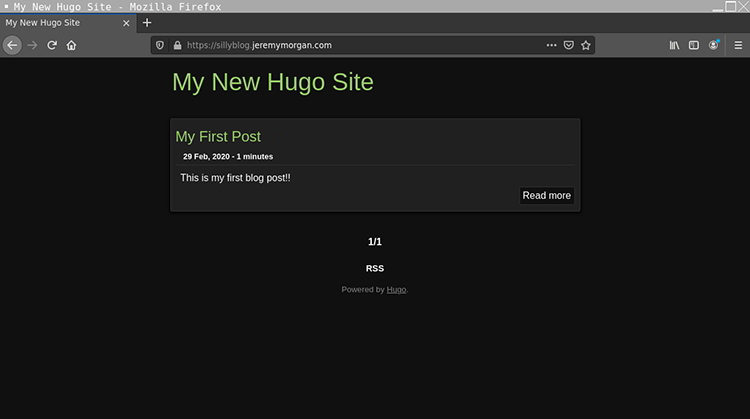 My New Hugo Site - Mozilla Firefox
My New Hugo Site
https://sillyblog.jeremymorgan.com
My New Hugo Site
My First Post
29 Feb, 2020 - 1 minutes
This is my first blog post!!
Read more
1/1
RSS
Powered by Hugo.